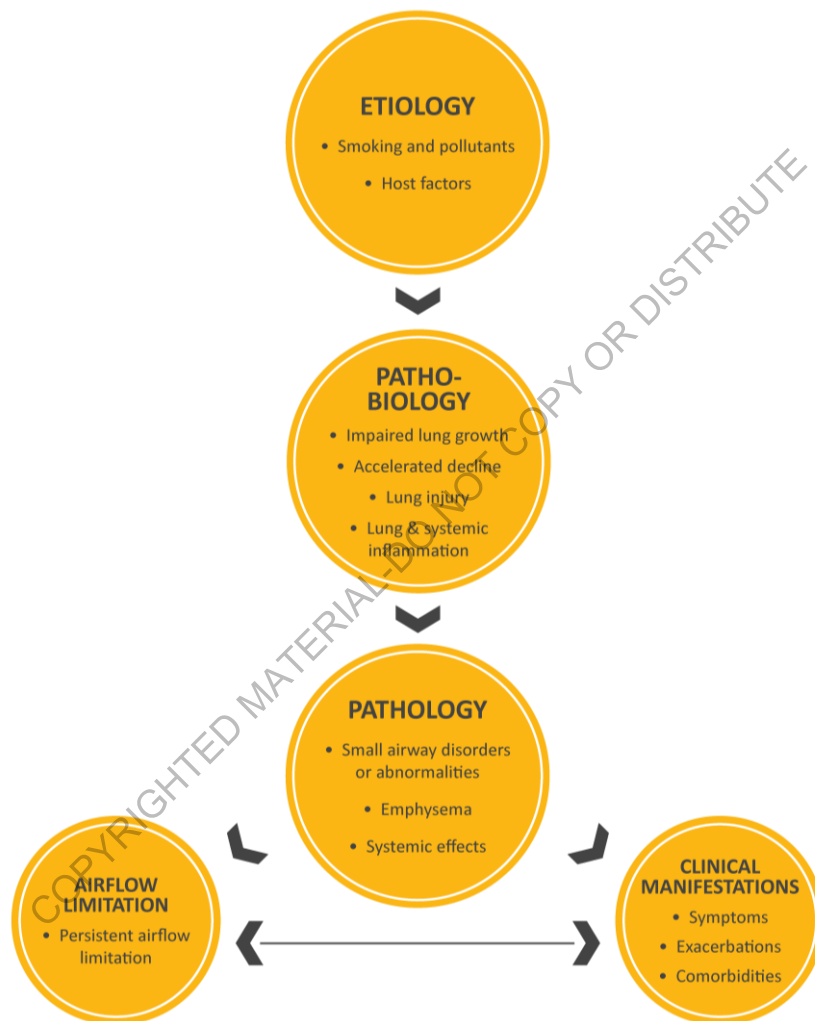 ETIOLOGY
• Smoking and pollutants
• Host factors
PATHO-
BIOLOGY
• Impaired lung growth
• Accelerated decline
• Lung injury
• Lung & systemic
inflammation
PATHOLOGY
• Small airway disorders
or abnormalities
• Emphysema
• Systemic effects
AIRFLOW
LIMITATION
• Persistent airflow
limitation
CLINICAL
MANIFESTATIONS
• Symptoms
• Exacerbations
• Comorbidities
COPYRIGHTED MATERIAL-DO NOT COPY OR DISTRIBUTE